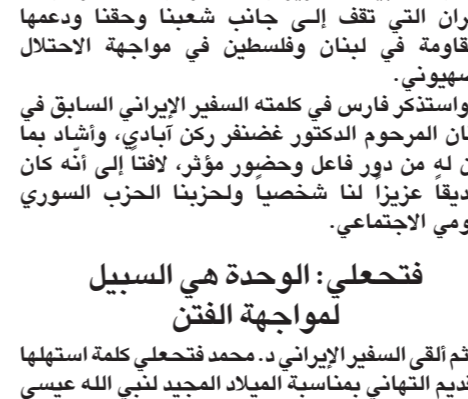 ران التي تقف إلى جانب شعبنا وحقنا ودعمها
قاومة في لبنان وفلسطين في مواجهة الاحتلال
سهيوني.
واستذكر فارس في كلمته السفير الإيراني السابق في
ان المرحوم الدكتور غضنفر ركن آبادي، وأشاد بما
ن له من دور فاعل وحضور مؤثر، لافتاً إلى أنّه كان
ديقاً عزيزاً لنا شخصياً ولحزبنا الحزب السوري
ومي الاجتماعي.
فتحعلي: الوحدة هي السبيل
لمواجهة الفتن
ثم ألقى السفير الإيراني د. محمد فتحعلي كلمة استهلها
قديم التهاني بمناسبة الميلاد المجيد لنبي الله عيسى